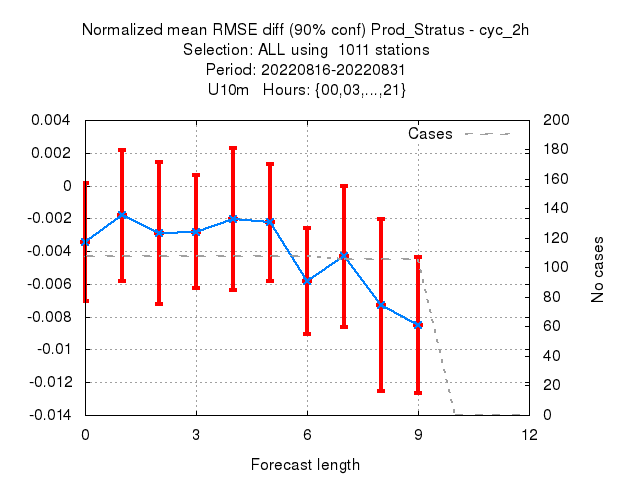 Normalized mean RMSE diff (90% conf) Prod_Stratus - cyc_2h
Selection: ALL using  1011 stations
Period: 20220816-20220831
U10m   Hours: {00,03,...,21}
0.004
0.002
0
-0.002
-0.004
-0.006
-0.008
-0.01
-0.012
-0.014
Cases
200
180
160
140
120
100
80
60
40
20
0
No cases
0 3 6 9 12
Forecast length